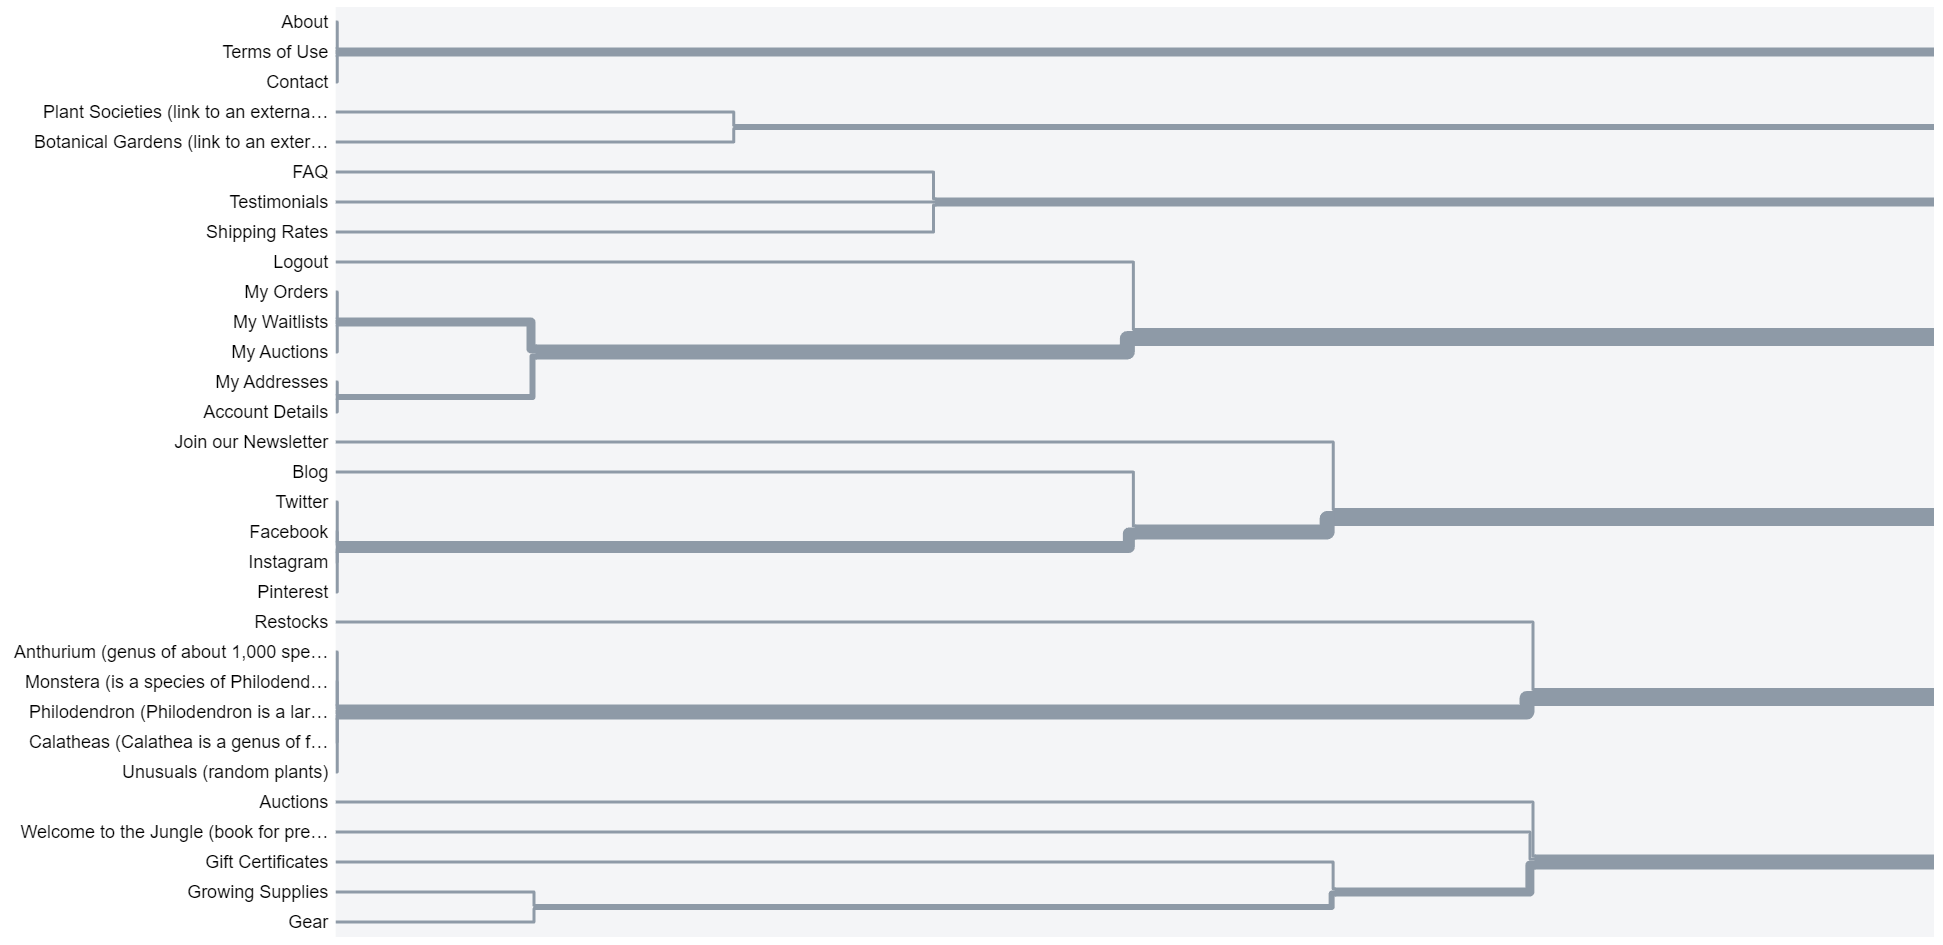 About
Terms of Use
Contact
Plant Societies (link to an externa…
Botanical Gardens (link to an exter…
FAQ
Testimonials
Shipping Rates
Logout
My Orders
My Waitlists
My Auctions
My Addresses
Account Details
Join our Newsletter
Blog
Twitter
Facebook
Instagram
Pinterest
Restocks
Anthurium (genus of about 1,000 spe…
Monstera (is a species of Philodend…
Philodendron (Philodendron is a lar…
Calatheas (Calathea is a genus of f…
Unusuals (random plants)
Auctions
Welcome to the Jungle (book for pre…
Gift Certificates
Growing Supplies
Gear